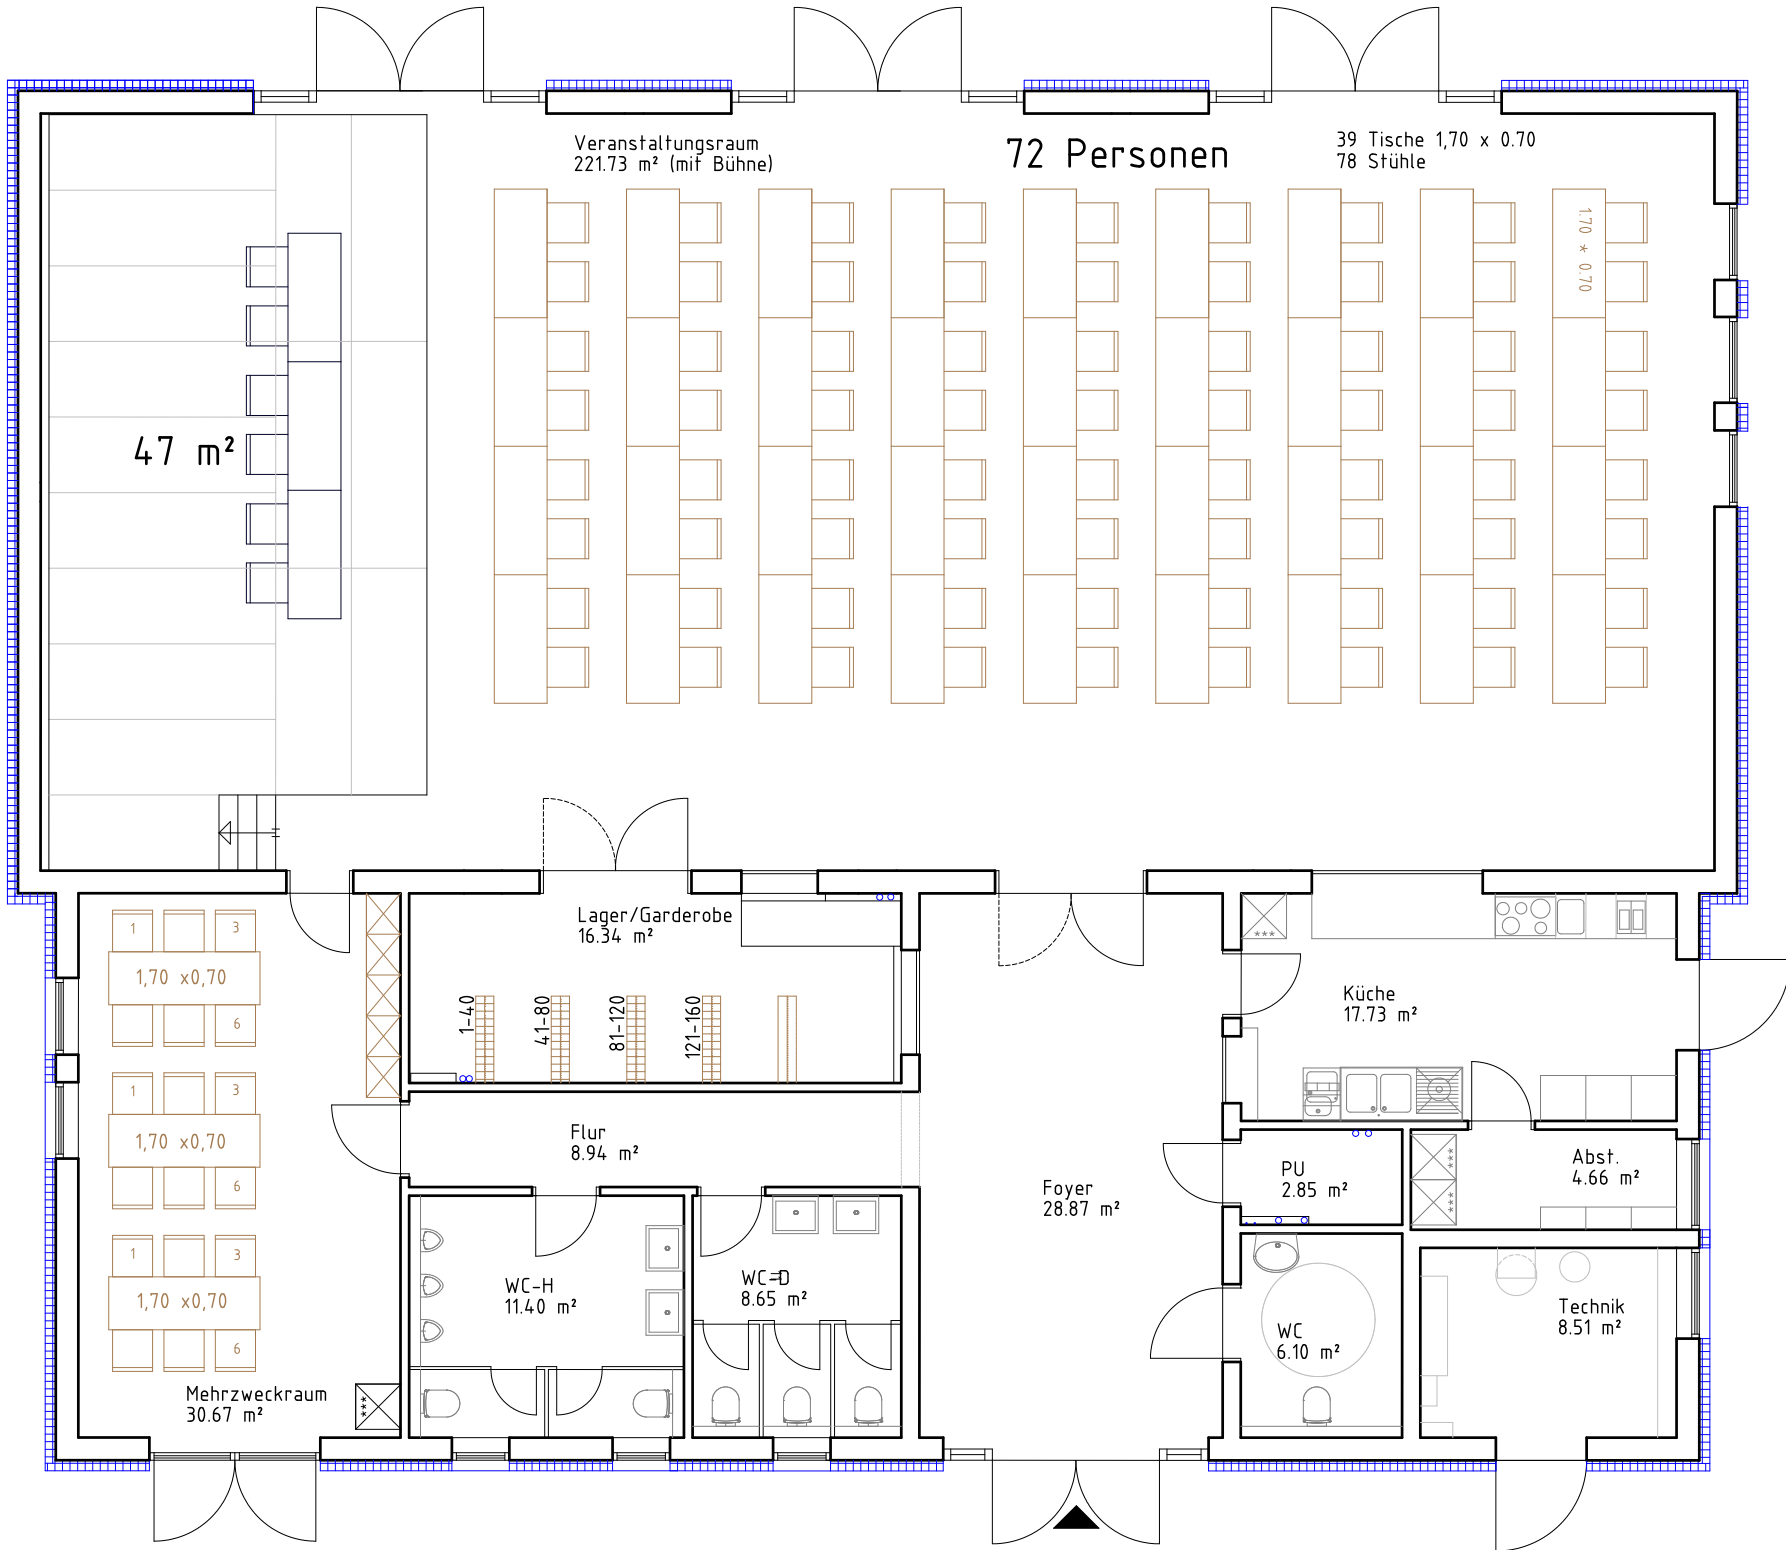 Veranstaltungsraum
221.73 m² (mit Bühne)
72 Personen
39 Tische 1,70 x 0.70
78 Stühle
1.70 * 0.70
47 m²
Lager/Garderobe
16.34 m²
1-40
41-80
81-120
121-160
1
3
1,70 x0,70
6
1
3
1,70 x0,70
6
1
3
1,70 x0,70
6
Mehrzweckraum
30.67 m²
***
Flur
8.94 m²
WC-H
11.40 m²
WC-D
8.65 m²
Foyer
28.87 m²
***
Küche
17.73 m²
PU
2.85 m²
***
***
Abst.
4.66 m²
WC
6.10 m²
Technik
8.51 m²